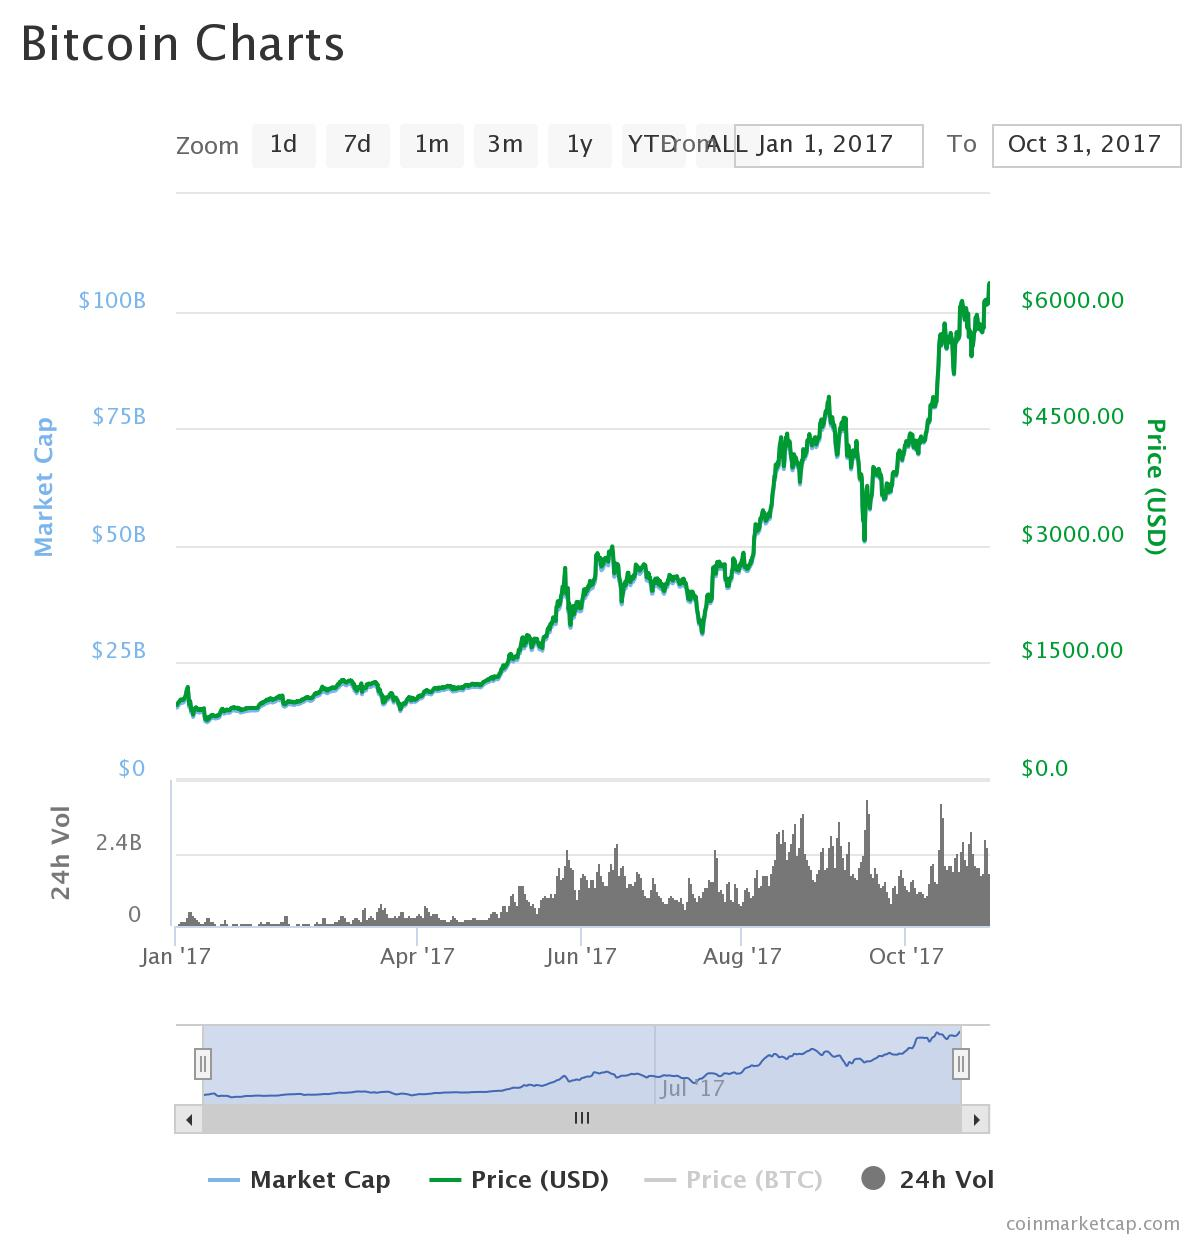 Bitcoin Charts
Zoom 1d 7d 1m 3m 1y YTD ALL From Jan 1, 2017 To Oct 31, 2017
$100B $6000.00
$75B $4500.00
$50B $3000.00
$25B $1500.00
$0 $0.0
Market Cap
Price (USD)
24h Vol
2.4B
0
Jan '17 Apr '17 Jun '17 Aug '17 Oct '17
Jul '17
Market Cap Price (USD) Price (BTC) 24h Vol
coinmarketcap.com